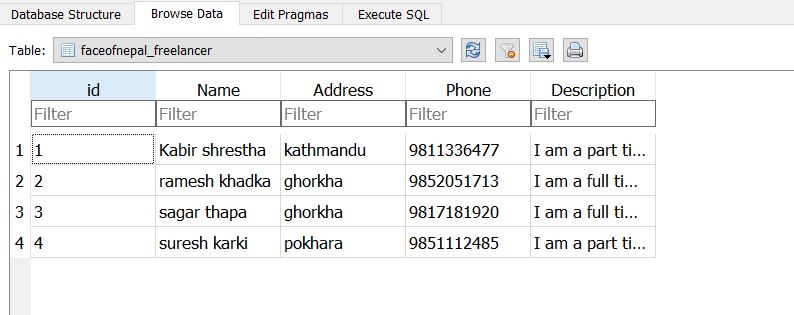 Database Structure Browse Data Edit Pragmas Execute SQL
Table: faceofnepal_freelancer
id Name Address Phone Description
Filter Filter Filter Filter Filter
1 1 Kabir shrestha kathmandu 9811336477 I am a part ti...
2 2 ramesh khadka ghorkha 9852051713 I am a full ti...
3 3 sagar thapa ghorkha 9817181920 I am a full ti...
4 4 suresh karki pokhara 9851112485 I am a part ti...